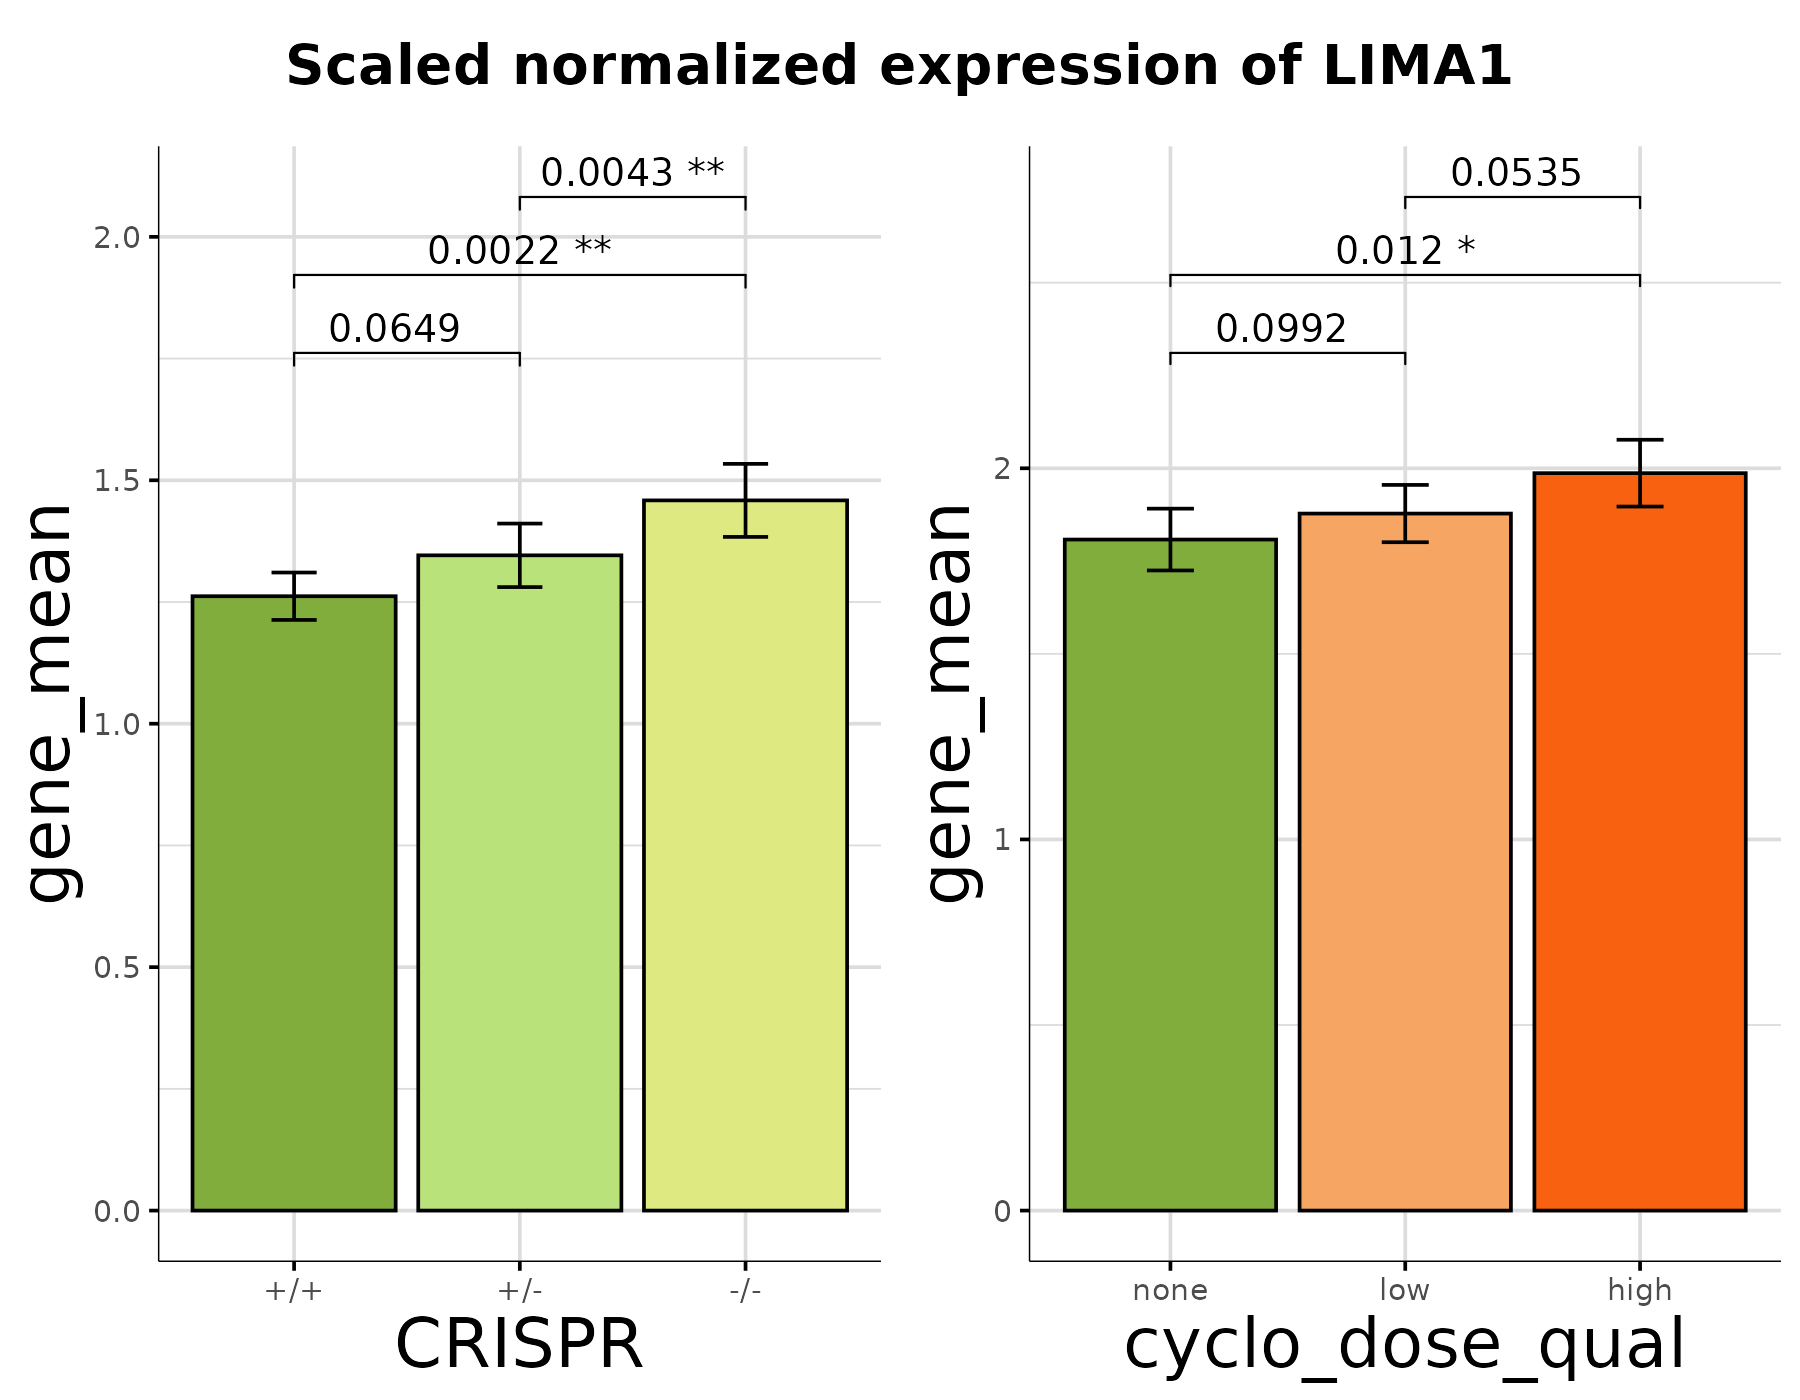 Scaled normalized expression of LIMA1
gene_mean
2.0
1.5
1.0
0.5
0.0
0.0043 **
0.0022 **
0.0649
+/+
+/-
-/-
CRISPR
gene_mean
2
1
0
0.0535
0.012 *
0.0992
none
low
high
cyclo_dose_qual